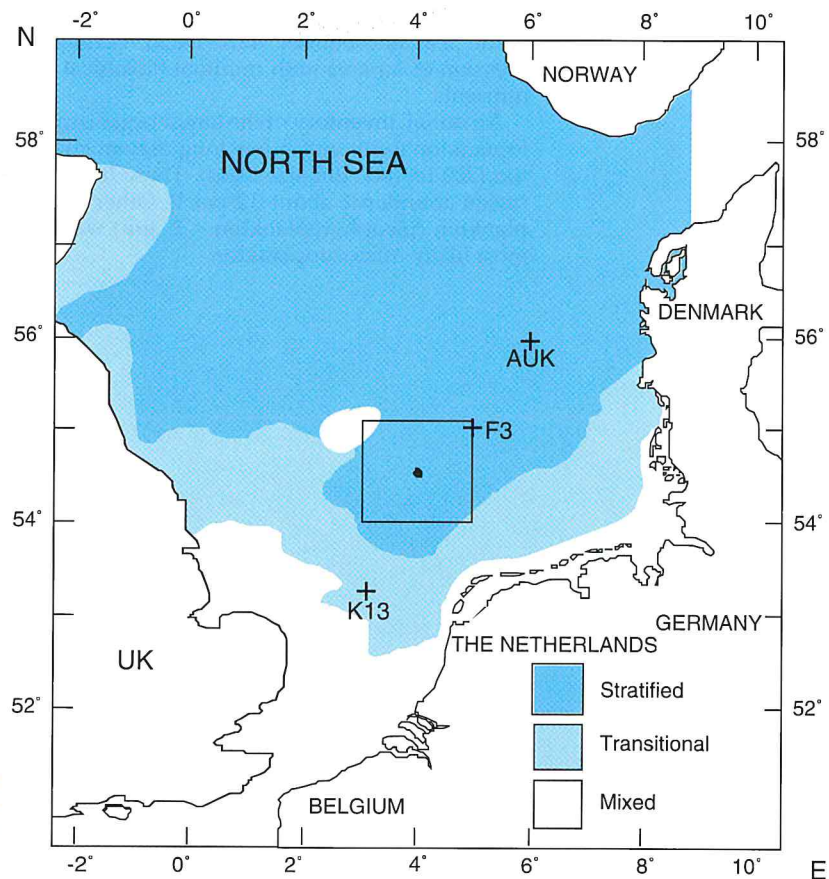 -2° 0° 2° 4° 6° 8° 10°
N
NORWAY
58° 58°
NORTH SEA
DENMARK
56° 56°
AUK
F3
54° 54°
K13
GERMANY
THE NETHERLANDS
UK
Stratified
52° 52°
Transitional
BELGIUM
Mixed
-2° 0° 2° 4° 6° 8° 10°
E